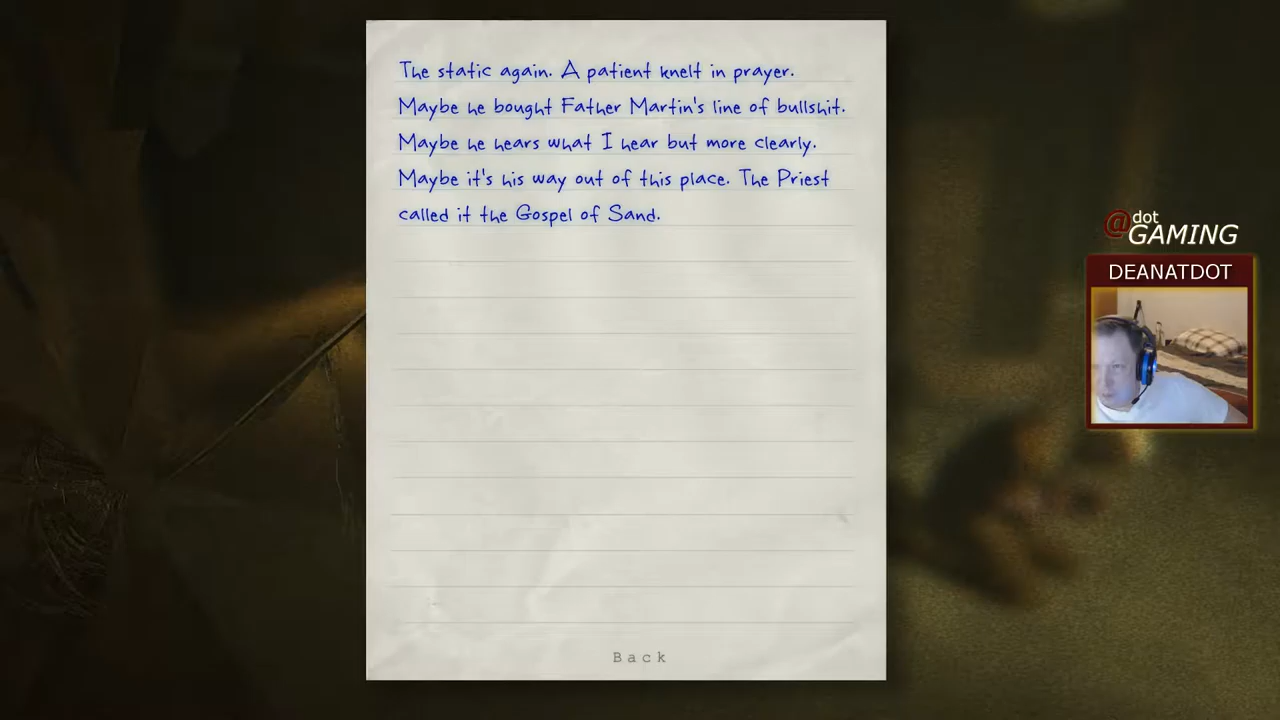 The static again. A patient knelt in prayer.
Maybe he bought Father Martin's line of bullshit.
Maybe he hears what I hear but more clearly.
Maybe it's his way out of this place. The Priest
called it the Gospel of Sand.
Back
@dot
GAMING
DEANATDOT